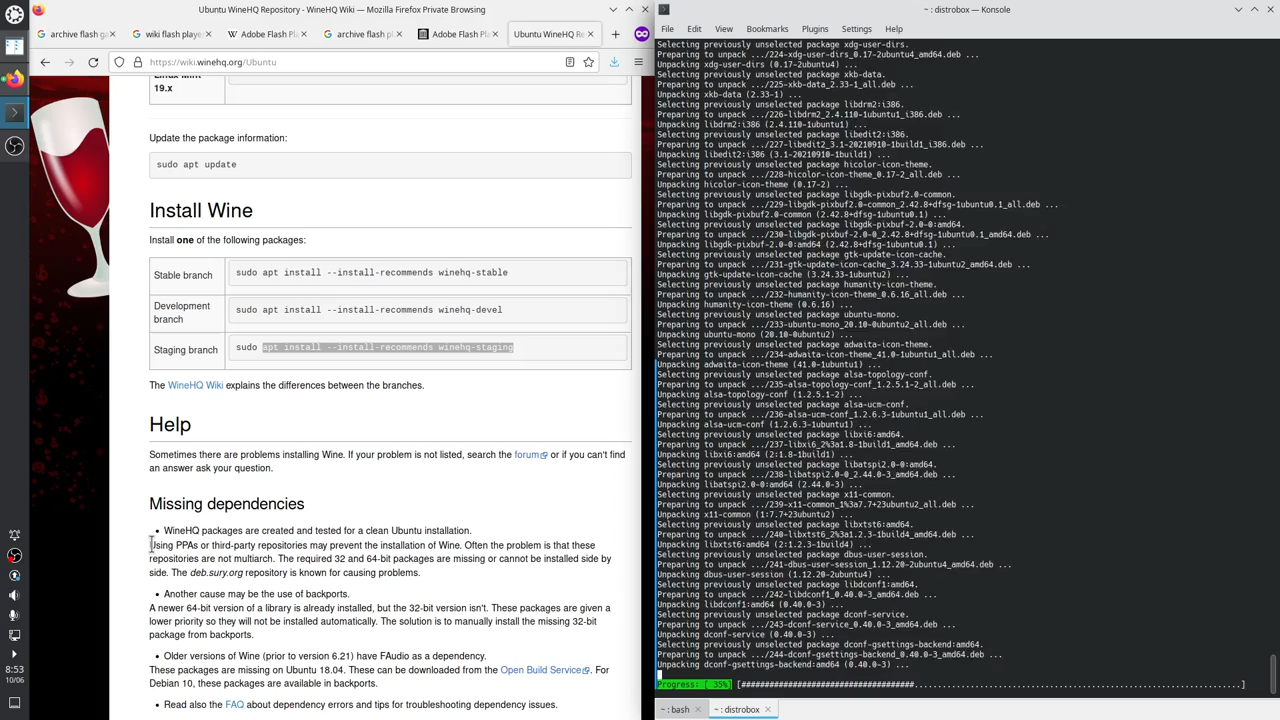 Ubuntu WineHQ Repository - WineHQ Wiki — Mozilla Firefox Private Browsing
archive flash ga
wiki flash playe
Adobe Flash Pl
archive flash pl
Adobe Flash Pl
Ubuntu WineHQ Re
https://wiki.winehq.org/Ubuntu
Linux Mint
19.x
Update the package information:
sudo apt update
Install Wine
Install one of the following packages:
Stable branch
sudo apt install --install-recommends winehq-stable
Development
branch
sudo apt install --install-recommends winehq-devel
Staging branch
sudo apt install --install-recommends winehq-staging
The WineHQ Wiki explains the differences between the branches.
Help
Sometimes there are problems installing Wine. If your problem is not listed, search the forum or if you can't find
an answer ask your question.
Missing dependencies
• WineHQ packages are created and tested for a clean Ubuntu installation.
Using PPAs or third-party repositories may prevent the installation of Wine. Often the problem is that these
repositories are not multiarch. The required 32 and 64-bit packages are missing or cannot be installed side by
side. The deb.sury.org repository is known for causing problems.
• Another cause may be the use of backports.
A newer 64-bit version of a library is already installed, but the 32-bit version isn't. These packages are given a
lower priority so they will not be installed automatically. The solution is to manually install the missing 32-bit
package from backports.
• Older versions of Wine (prior to version 6.21) have FAudio as a dependency.
These packages are missing on Ubuntu 18.04. These can be downloaded from the Open Build Service. For
Debian 10, these packages are available in backports.
• Read also the FAQ about dependency errors and tips for troubleshooting dependency issues.
8:53
10/06
~ : distrobox — Konsole
File Edit View Bookmarks Plugins Settings Help
Selecting previously unselected package xdg-user-dirs.
Preparing to unpack .../224-xdg-user-dirs_0.17-2ubuntu4_amd64.deb ...
Unpacking xdg-user-dirs (0.17-2ubuntu4) ...
Selecting previously unselected package xkb-data.
Preparing to unpack .../225-xkb-data_2.33-1_all.deb ...
Unpacking xkb-data (2.33-1) ...
Selecting previously unselected package libdrm2:i386.
Preparing to unpack .../226-libdrm2_2.4.110-1ubuntu1_i386.deb ...
Unpacking libdrm2:i386 (2.4.110-1ubuntu1) ...
Selecting previously unselected package libedit2:i386.
Preparing to unpack .../227-libedit2_3.1-20210910-1build1_i386.deb ...
Unpacking libedit2:i386 (3.1-20210910-1build1) ...
Selecting previously unselected package hicolor-icon-theme.
Preparing to unpack .../228-hicolor-icon-theme_0.17-2_all.deb ...
Unpacking hicolor-icon-theme (0.17-2) ...
Selecting previously unselected package libgdk-pixbuf2.0-common.
Preparing to unpack .../229-libgdk-pixbuf2.0-common_2.42.8+dfsg-1ubuntu0.1_all.deb ...
Unpacking libgdk-pixbuf2.0-common (2.42.8+dfsg-1ubuntu0.1) ...
Selecting previously unselected package libgdk-pixbuf-2.0-0:amd64.
Preparing to unpack .../230-libgdk-pixbuf-2.0-0_2.42.8+dfsg-1ubuntu0.1_amd64.deb ...
Unpacking libgdk-pixbuf-2.0-0:amd64 (2.42.8+dfsg-1ubuntu0.1) ...
Selecting previously unselected package gtk-update-icon-cache.
Preparing to unpack .../231-gtk-update-icon-cache_3.24.33-1ubuntu2_amd64.deb ...
Unpacking gtk-update-icon-cache (3.24.33-1ubuntu2) ...
Selecting previously unselected package humanity-icon-theme.
Preparing to unpack .../232-humanity-icon-theme_0.6.16_all.deb ...
Unpacking humanity-icon-theme (0.6.16) ...
Selecting previously unselected package ubuntu-mono.
Preparing to unpack .../233-ubuntu-mono_20.10-0ubuntu2_all.deb ...
Unpacking ubuntu-mono (20.10-0ubuntu2) ...
Selecting previously unselected package adwaita-icon-theme.
Preparing to unpack .../234-adwaita-icon-theme_41.0-1ubuntu1_all.deb ...
Unpacking adwaita-icon-theme (41.0-1ubuntu1) ...
Selecting previously unselected package alsa-topology-conf.
Preparing to unpack .../235-alsa-topology-conf_1.2.5.1-2_all.deb ...
Unpacking alsa-topology-conf (1.2.5.1-2) ...
Selecting previously unselected package alsa-ucm-conf.
Preparing to unpack .../236-alsa-ucm-conf_1.2.6.3-1ubuntu1_all.deb ...
Unpacking alsa-ucm-conf (1.2.6.3-1ubuntu1) ...
Selecting previously unselected package libxi6:amd64.
Preparing to unpack .../237-libxi6_2%3a1.8-1build1_amd64.deb ...
Unpacking libxi6:amd64 (2:1.8-1build1) ...
Selecting previously unselected package libatspi2.0-0:amd64.
Preparing to unpack .../238-libatspi2.0-0_2.44.0-3_amd64.deb ...
Unpacking libatspi2.0-0:amd64 (2.44.0-3) ...
Selecting previously unselected package x11-common.
Preparing to unpack .../239-x11-common_1%3a7.7+23ubuntu2_all.deb ...
Unpacking x11-common (1:7.7+23ubuntu2) ...
Selecting previously unselected package libxtst6:amd64.
Preparing to unpack .../240-libxtst6_2%3a1.2.3-1build4_amd64.deb ...
Unpacking libxtst6:amd64 (2:1.2.3-1build4) ...
Selecting previously unselected package dbus-user-session.
Preparing to unpack .../241-dbus-user-session_1.12.20-2ubuntu4_amd64.deb ...
Unpacking dbus-user-session (1.12.20-2ubuntu4) ...
Selecting previously unselected package libdconf1:amd64.
Preparing to unpack .../242-libdconf1_0.40.0-3_amd64.deb ...
Unpacking libdconf1:amd64 (0.40.0-3) ...
Selecting previously unselected package dconf-service.
Preparing to unpack .../243-dconf-service_0.40.0-3_amd64.deb ...
Unpacking dconf-service (0.40.0-3) ...
Selecting previously unselected package dconf-gsettings-backend:amd64.
Preparing to unpack .../244-dconf-gsettings-backend_0.40.0-3_amd64.deb ...
Unpacking dconf-gsettings-backend:amd64 (0.40.0-3) ...
Progress: [ 35%]
~ : bash
~ : distrobox